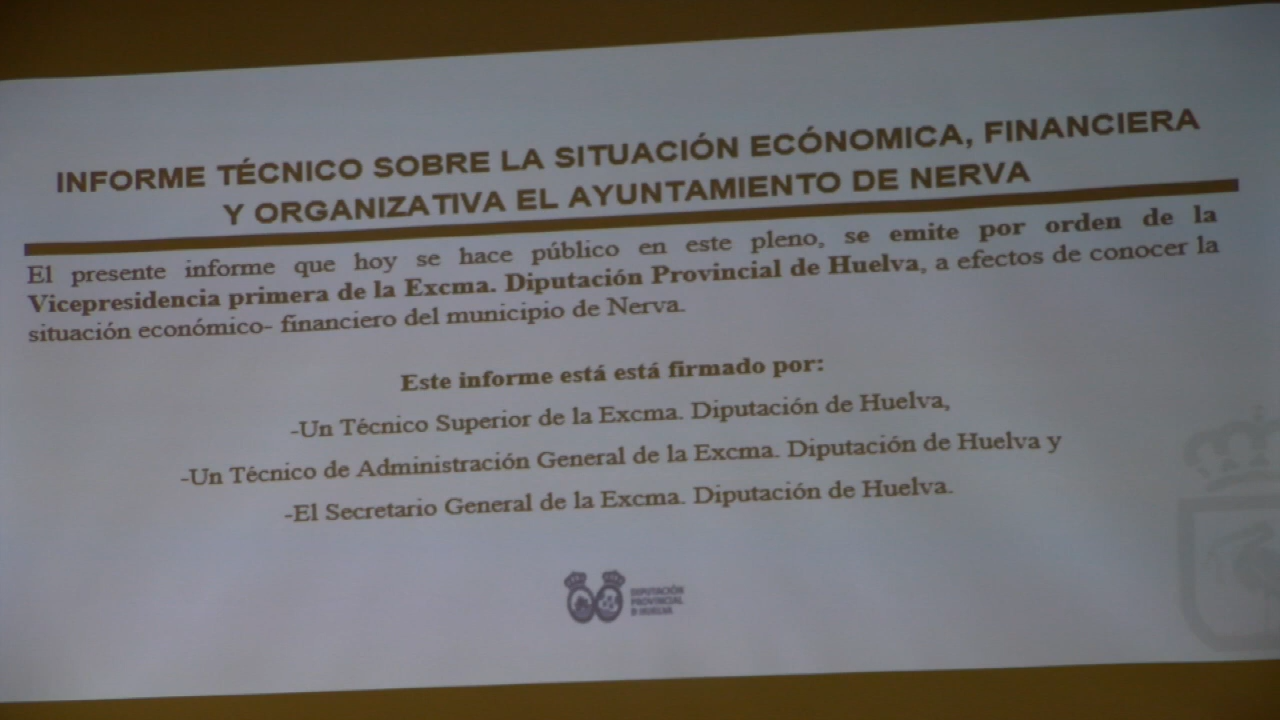 INFORME TÉCNICO SOBRE LA SITUACIÓN ECÓNOMICA, FINANCIERA
Y ORGANIZATIVA EL AYUNTAMIENTO DE NERVA
El presente informe que hoy se hace público en este pleno, se emite por orden de la
Vicepresidencia primera de la Excma. Diputación Provincial de Huelva, a efectos de conocer la
situación económico- financiero del municipio de Nerva.
Este informe está está firmado por:
-Un Técnico Superior de la Excma. Diputación de Huelva,
-Un Técnico de Administración General de la Excma. Diputación de Huelva y
-El Secretario General de la Excma. Diputación de Huelva.
DIPUTACIÓN
PROVINCIAL
D HUELVA